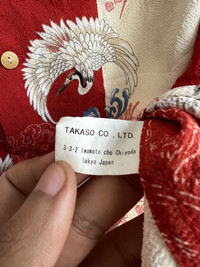 TAKASO CO., LTD.
3-3-2 Iwamoto cho Chiyoda
Tokyo Japan